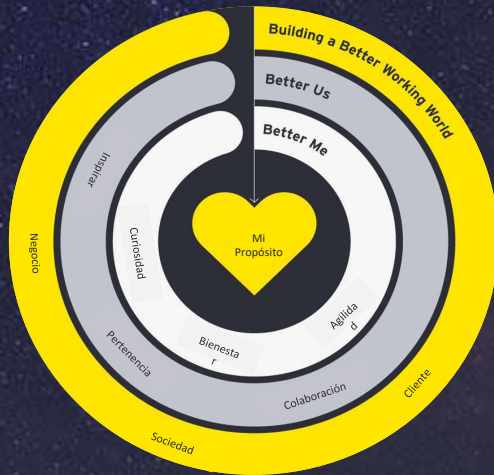 Building a Better Working World
Better Us
Better Me
Mi
Propósito
Inspirar
Curiosidad
Negocio
Pertenencia
Bienesta
r
Agilida
d
Colaboración
Cliente
Sociedad